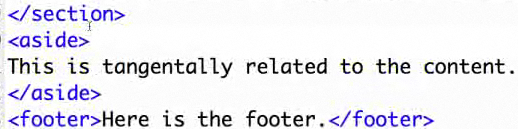 </section>
<aside>
This is tangentally related to the content.
</aside>
<footer>Here is the footer.</footer>